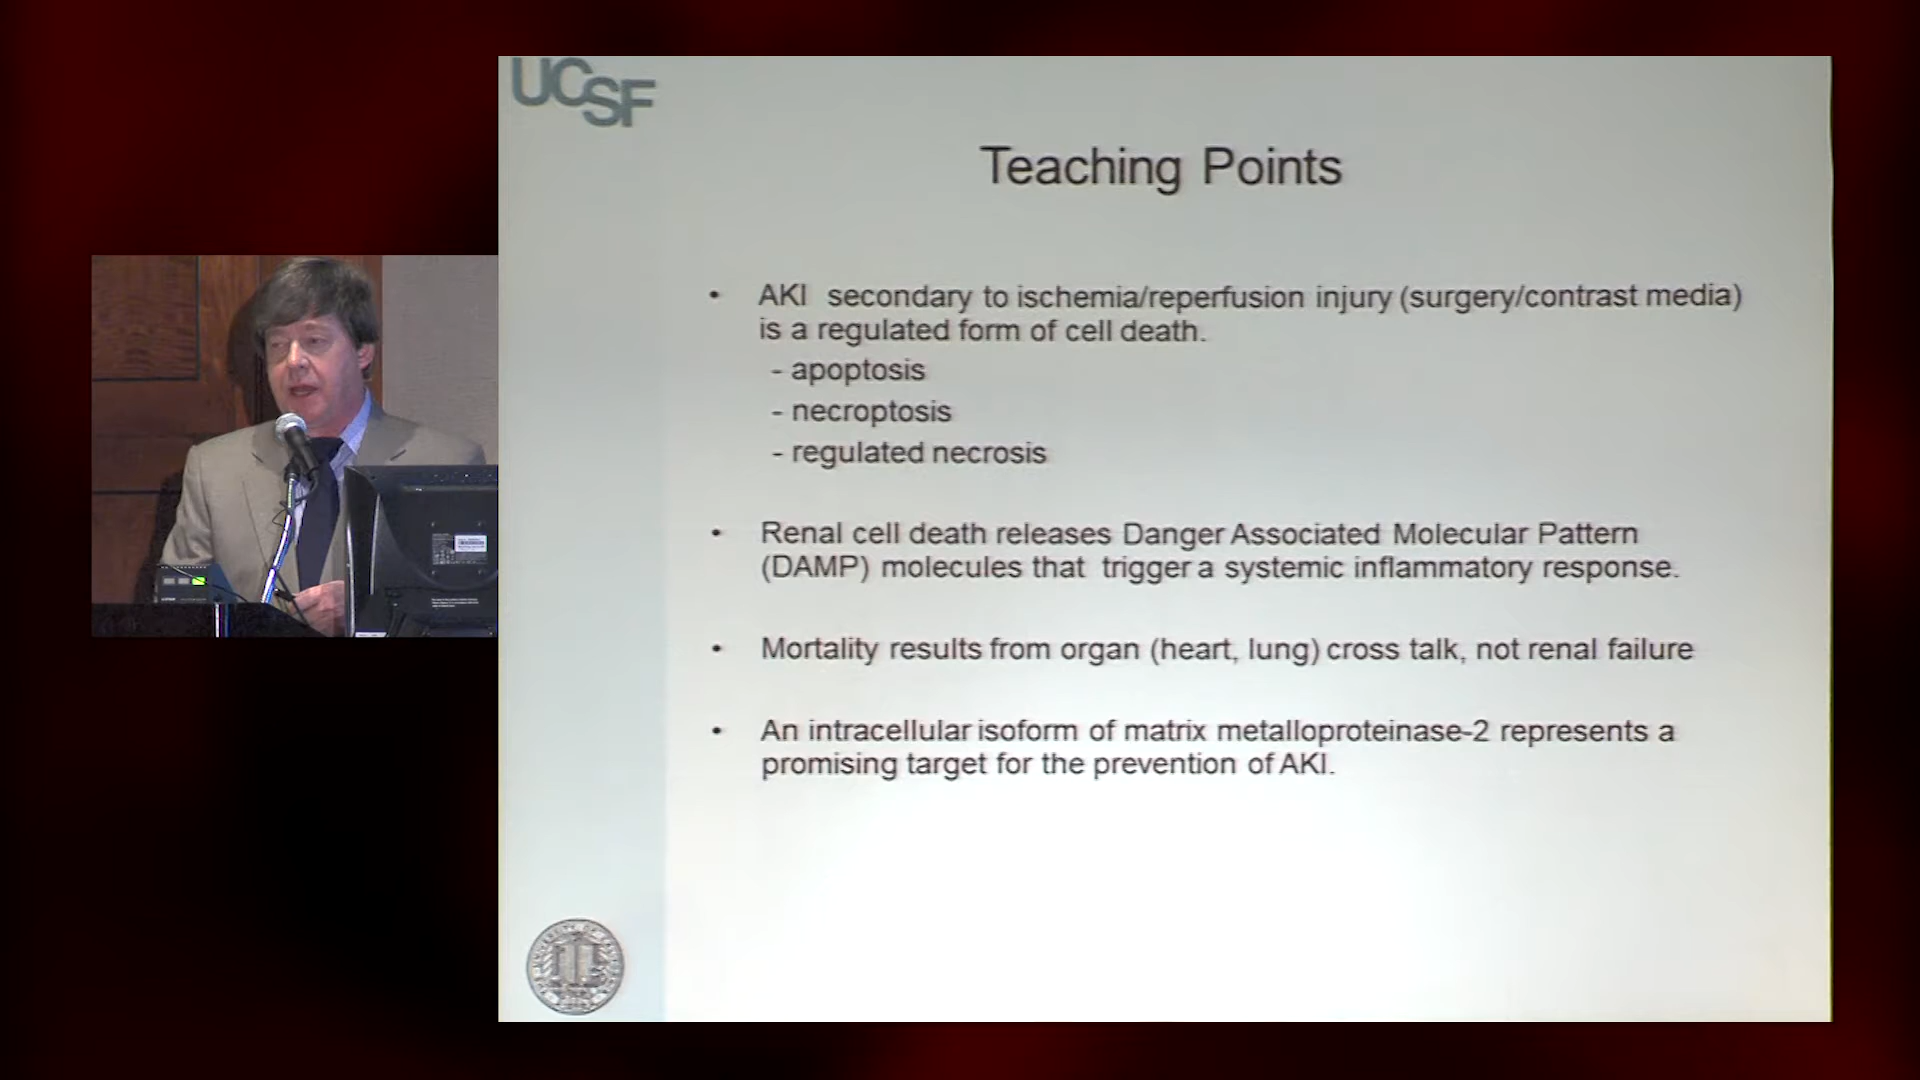 UCSF
Teaching Points
• AKI secondary to ischemia/reperfusion injury (surgery/contrast media)
is a regulated form of cell death.
- apoptosis
- necroptosis
- regulated necrosis
• Renal cell death releases Danger Associated Molecular Pattern
(DAMP) molecules that trigger a systemic inflammatory response.
• Mortality results from organ (heart, lung) cross talk, not renal failure
• An intracellular isoform of matrix metalloproteinase-2 represents a
promising target for the prevention of AKI.